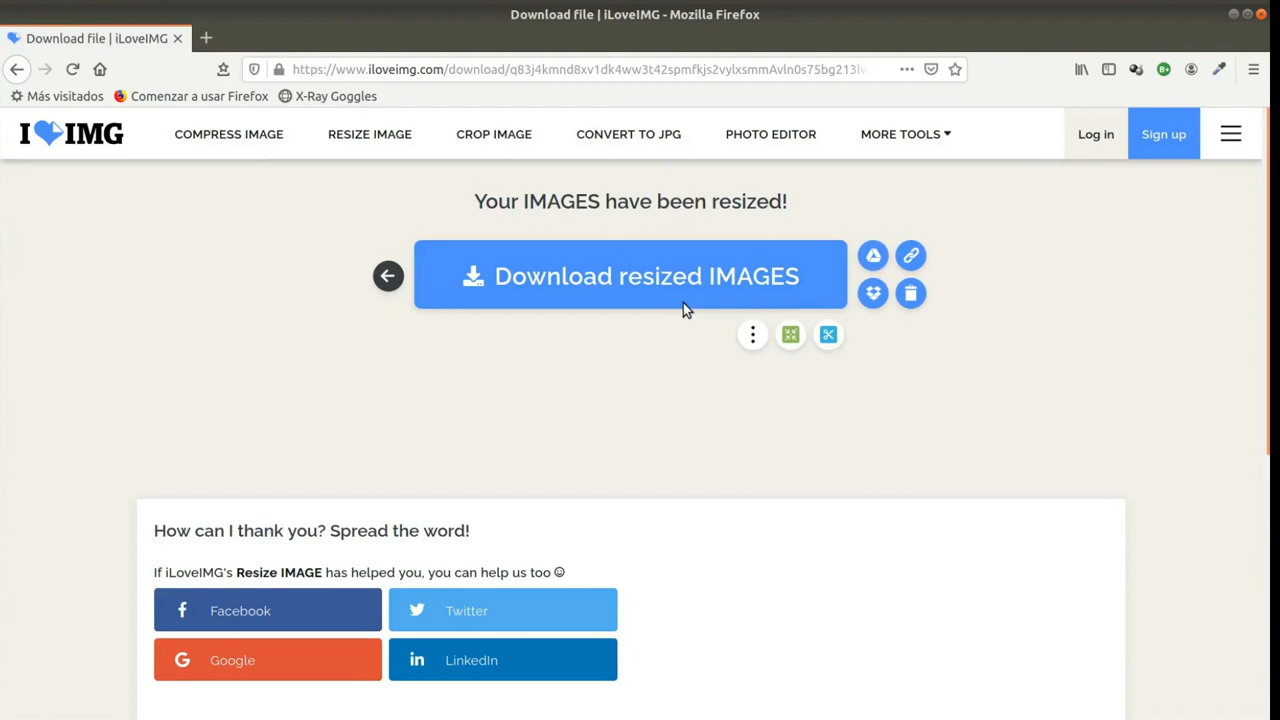 Download file | iLoveIMG - Mozilla Firefox
Download file | iLoveIMG
https://www.iloveimg.com/download/
Más visitados Comenzar a usar Firefox X-Ray Goggles
I IMG COMPRESS IMAGE RESIZE IMAGE CROP IMAGE CONVERT TO JPG PHOTO EDITOR MORE TOOLS Log in Sign up
Your IMAGES have been resized!
Download resized IMAGES
How can I thank you? Spread the word!
If iLoveIMG's Resize IMAGE has helped you, you can help us too
Facebook Twitter
Google LinkedIn